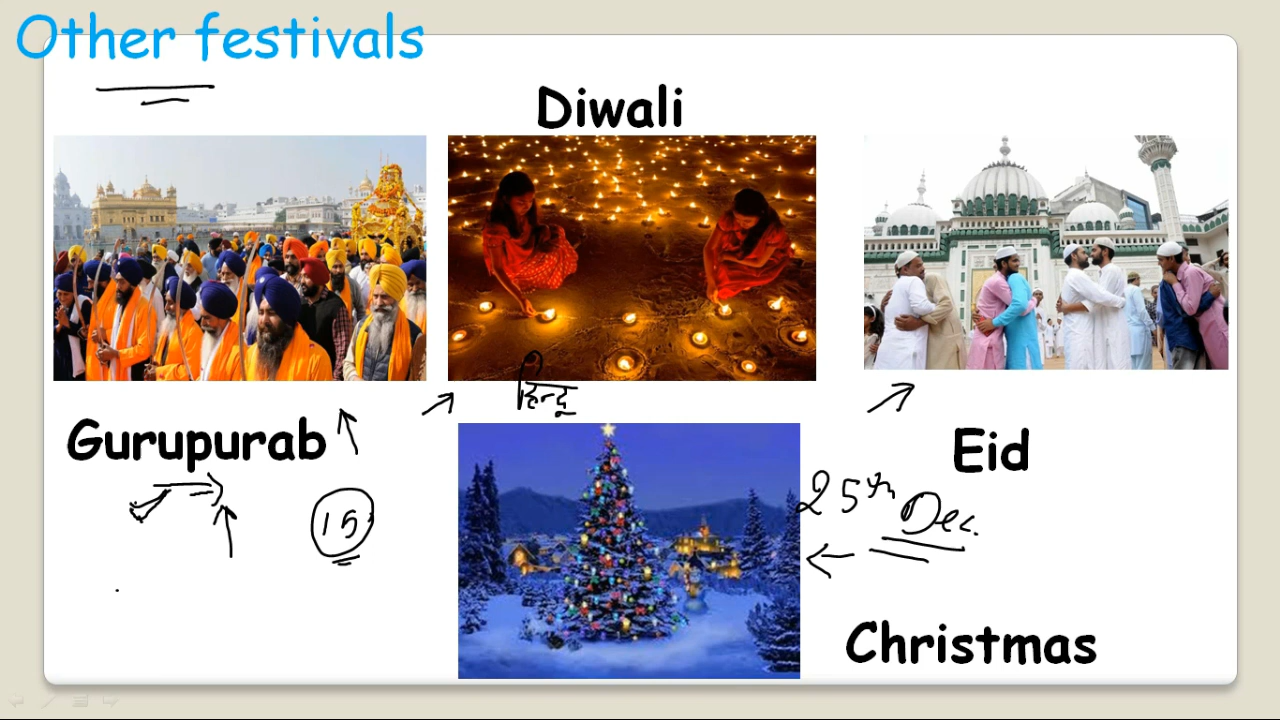 Other festivals
Diwali
हिन्दू
Gurupurab
Eid
15
25th Dec.
Christmas